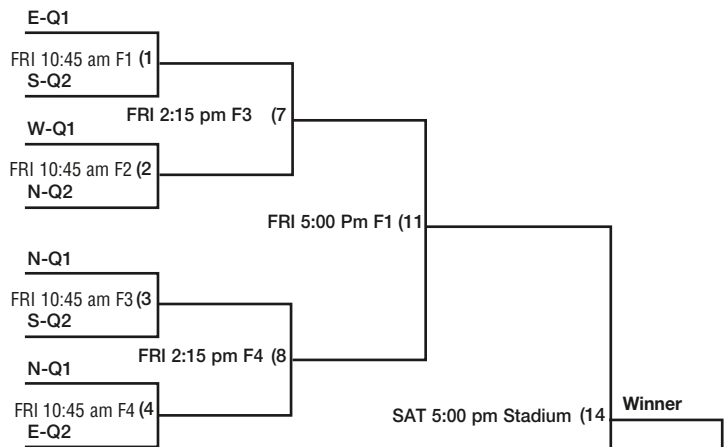 E-Q1
FRI 10:45 am F1 (1
S-Q2
FRI 2:15 pm F3 (7
W-Q1
FRI 10:45 am F2 (2
N-Q2
FRI 5:00 Pm F1 (11
N-Q1
FRI 10:45 am F3 (3
S-Q2
FRI 2:15 pm F4 (8
N-Q1
FRI 10:45 am F4 (4
E-Q2
SAT 5:00 pm Stadium (14
Winner